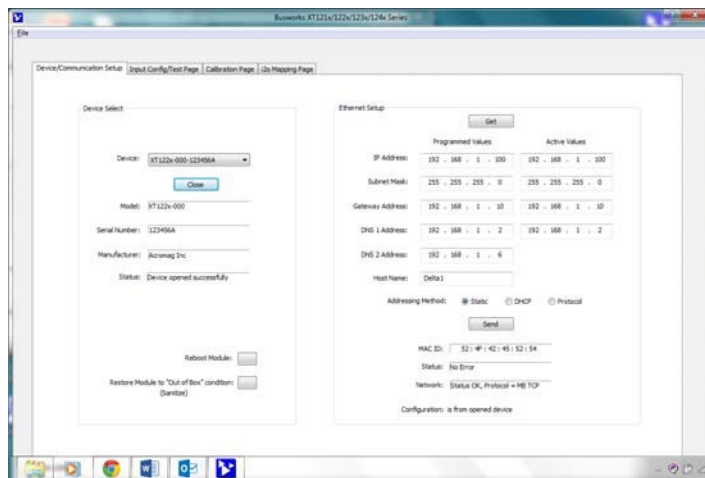 Busworks XT121x/122x/123x/124x Series
File
Device/Communication Setup Input Config/Test Page Calibration Page i2o Mapping Page
Device Select
Device: XT122x-000-123456A
Close
Model: XT122x-000
Serial Number: 123456A
Manufacturer: Acromag Inc
Status: Device opened successfully
Reboot Module:
Restore Module to "Out of Box" condition:
(Sanitize)
Ethernet Setup
Get
Programmed Values Active Values
IP Address: 192 . 168 . 1 . 100 192 . 168 . 1 . 100
Subnet Mask: 255 . 255 . 255 . 0 255 . 255 . 255 . 0
Gateway Address: 192 . 168 . 1 . 10 192 . 168 . 1 . 10
DNS 1 Address: 192 . 168 . 1 . 2 192 . 168 . 1 . 2
DNS 2 Address: 192 . 168 . 1 . 6
Host Name: Delta1
Addressing Method: Static DHCP Protocol
Send
MAC ID: 52 : 4F : 42 : 45 : 52 : 54
Status: No Error
Network: Status OK, Protocol = MB TCP
Configuration: is from opened device